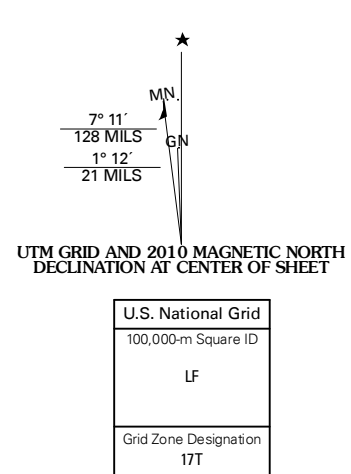 MN
7° 11´
128 MILS
GN
1° 12´
21 MILS
UTM GRID AND 2010 MAGNETIC NORTH
DECLINATION AT CENTER OF SHEET
U.S. National Grid
100,000-m Square ID
LF
Grid Zone Designation
17T